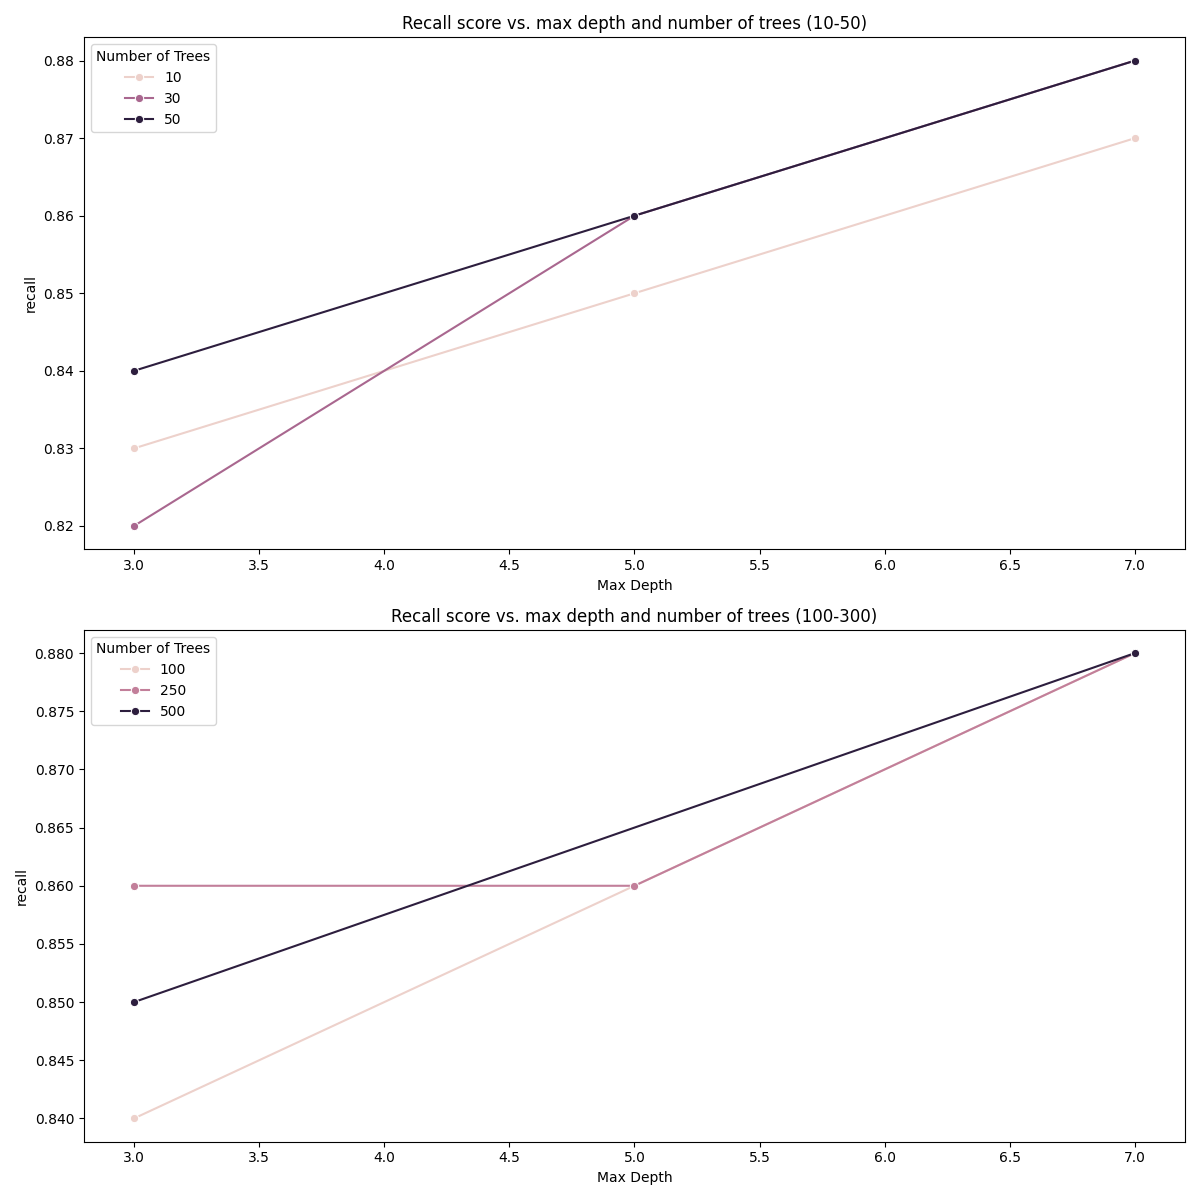 Recall score vs. max depth and number of trees (10-50)
Number of Trees
10
30
50
0.88
0.87
0.86
0.85
0.84
0.83
0.82
recall
3.0 3.5 4.0 4.5 5.0 5.5 6.0 6.5 7.0
Max Depth
Recall score vs. max depth and number of trees (100-300)
Number of Trees
100
250
500
0.880
0.875
0.870
0.865
0.860
0.855
0.850
0.845
0.840
recall
3.0 3.5 4.0 4.5 5.0 5.5 6.0 6.5 7.0
Max Depth